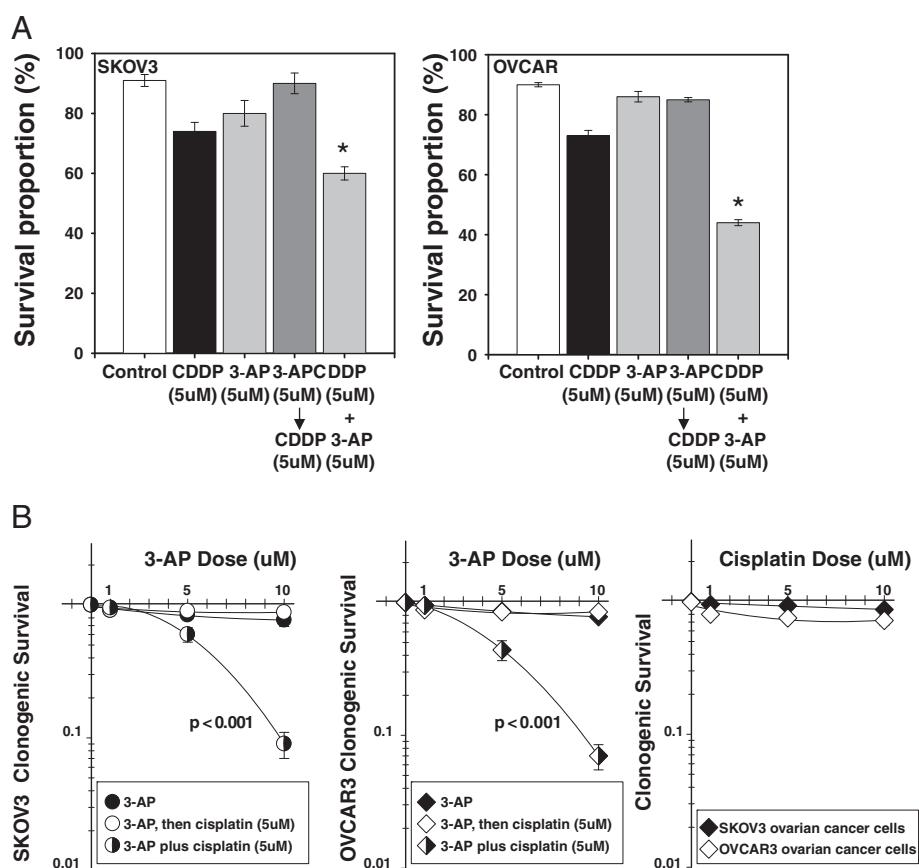 A
SKOV3
Survival proportion (%)
100
80
60
40
20
0
*
Control CDDP 3-AP 3-APC DDP
(5uM) (5uM) (5uM) (5uM)
+
CDDP 3-AP
(5uM) (5uM)
OVCAR
Survival proportion (%)
100
80
60
40
20
0
*
Control CDDP 3-AP 3-APC DDP
(5uM) (5uM) (5uM) (5uM)
+
CDDP 3-AP
(5uM) (5uM)
B
3-AP Dose (uM)
1 5 10
SKOV3 Clonogenic Survival
p < 0.001
0.1
0.01
3-AP
3-AP, then cisplatin (5uM)
3-AP plus cisplatin (5uM)
3-AP Dose (uM)
1 5 10
OVCAR3 Clonogenic Survival
p < 0.001
0.1
0.01
3-AP
3-AP, then cisplatin (5uM)
3-AP plus cisplatin (5uM)
Cisplatin Dose (uM)
1 5 10
Clonogenic Survival
0.1
0.01
SKOV3 ovarian cancer cells
OVCAR3 ovarian cancer cells